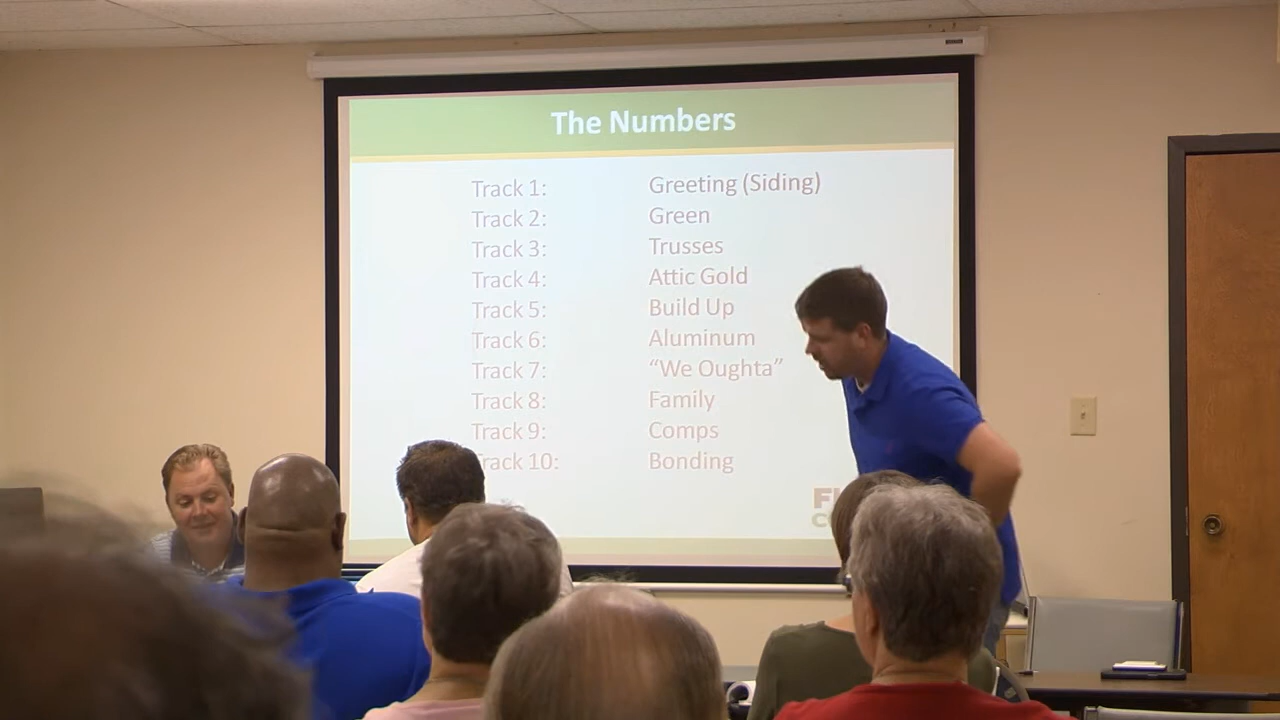 The Numbers
Track 1: Greeting (Siding)
Track 2: Green
Track 3: Trusses
Track 4: Attic Gold
Track 5: Build Up
Track 6: Aluminum
Track 7: “We Oughta”
Track 8: Family
Track 9: Comps
Track 10: Bonding